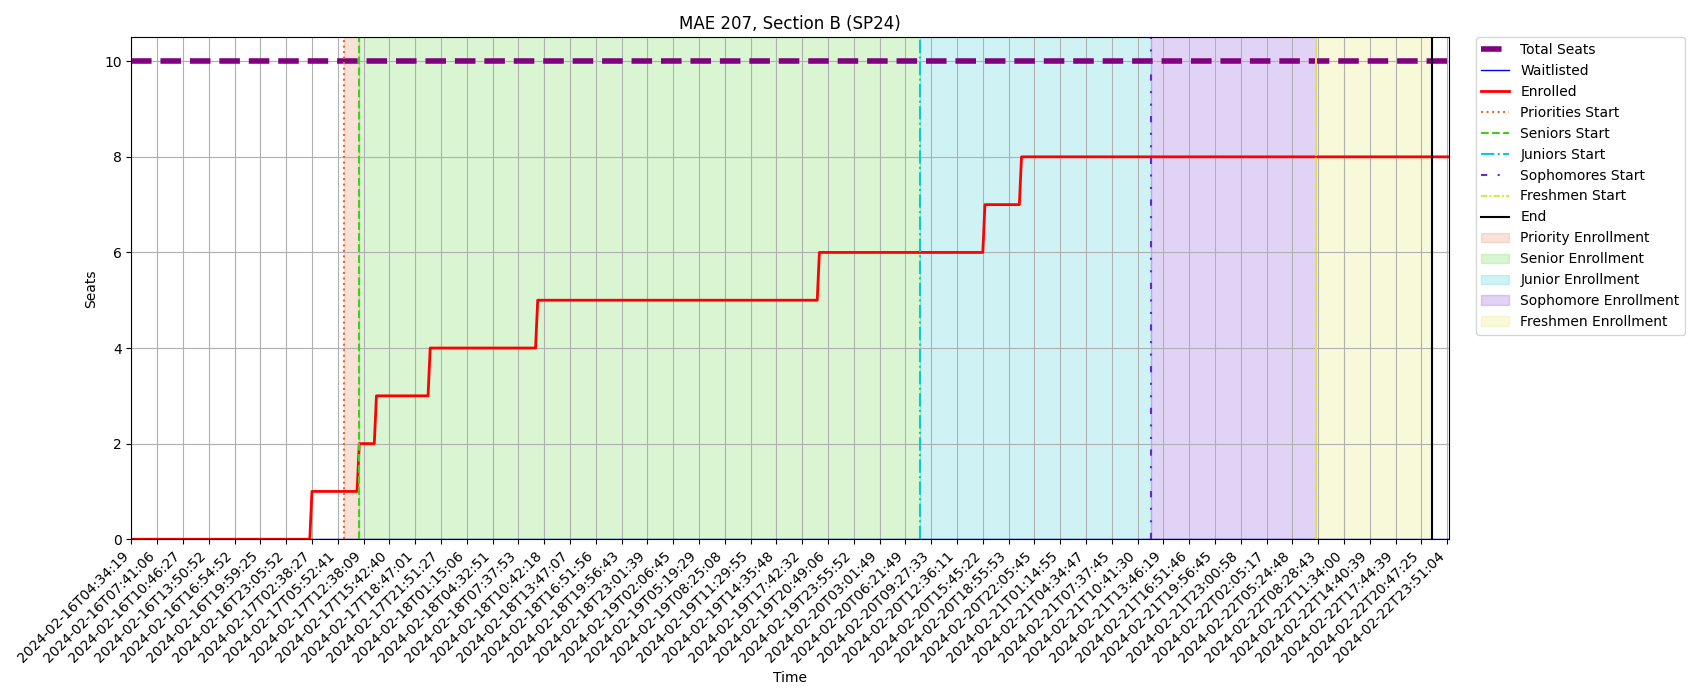 MAE 207, Section B (SP24)
Seats
10
8
6
4
2
0
2024-02-16T04:34:19
2024-02-16T07:41:06
2024-02-16T10:46:27
2024-02-16T13:50:52
2024-02-16T16:54:52
2024-02-16T19:59:25
2024-02-16T23:05:52
2024-02-17T02:38:27
2024-02-17T05:52:41
2024-02-17T12:38:09
2024-02-17T15:42:40
2024-02-17T18:47:01
2024-02-17T21:51:27
2024-02-18T01:15:06
2024-02-18T04:32:51
2024-02-18T07:37:53
2024-02-18T10:42:18
2024-02-18T13:47:07
2024-02-18T16:51:56
2024-02-18T19:56:43
2024-02-18T23:01:39
2024-02-19T02:06:45
2024-02-19T05:19:29
2024-02-19T08:25:08
2024-02-19T11:29:55
2024-02-19T14:35:48
2024-02-19T17:42:32
2024-02-19T20:49:06
2024-02-19T23:55:52
2024-02-20T03:01:49
2024-02-20T06:21:49
2024-02-20T09:27:33
2024-02-20T12:36:11
2024-02-20T15:45:22
2024-02-20T18:55:53
2024-02-20T22:05:45
2024-02-21T01:14:55
2024-02-21T04:34:47
2024-02-21T07:37:45
2024-02-21T10:41:30
2024-02-21T13:46:19
2024-02-21T16:51:46
2024-02-21T19:56:45
2024-02-21T23:00:58
2024-02-22T02:05:17
2024-02-22T05:24:48
2024-02-22T08:28:43
2024-02-22T11:34:00
2024-02-22T14:40:39
2024-02-22T17:44:39
2024-02-22T20:47:25
2024-02-22T23:51:04
Time
Total Seats
Waitlisted
Enrolled
Priorities Start
Seniors Start
Juniors Start
Sophomores Start
Freshmen Start
End
Priority Enrollment
Senior Enrollment
Junior Enrollment
Sophomore Enrollment
Freshmen Enrollment